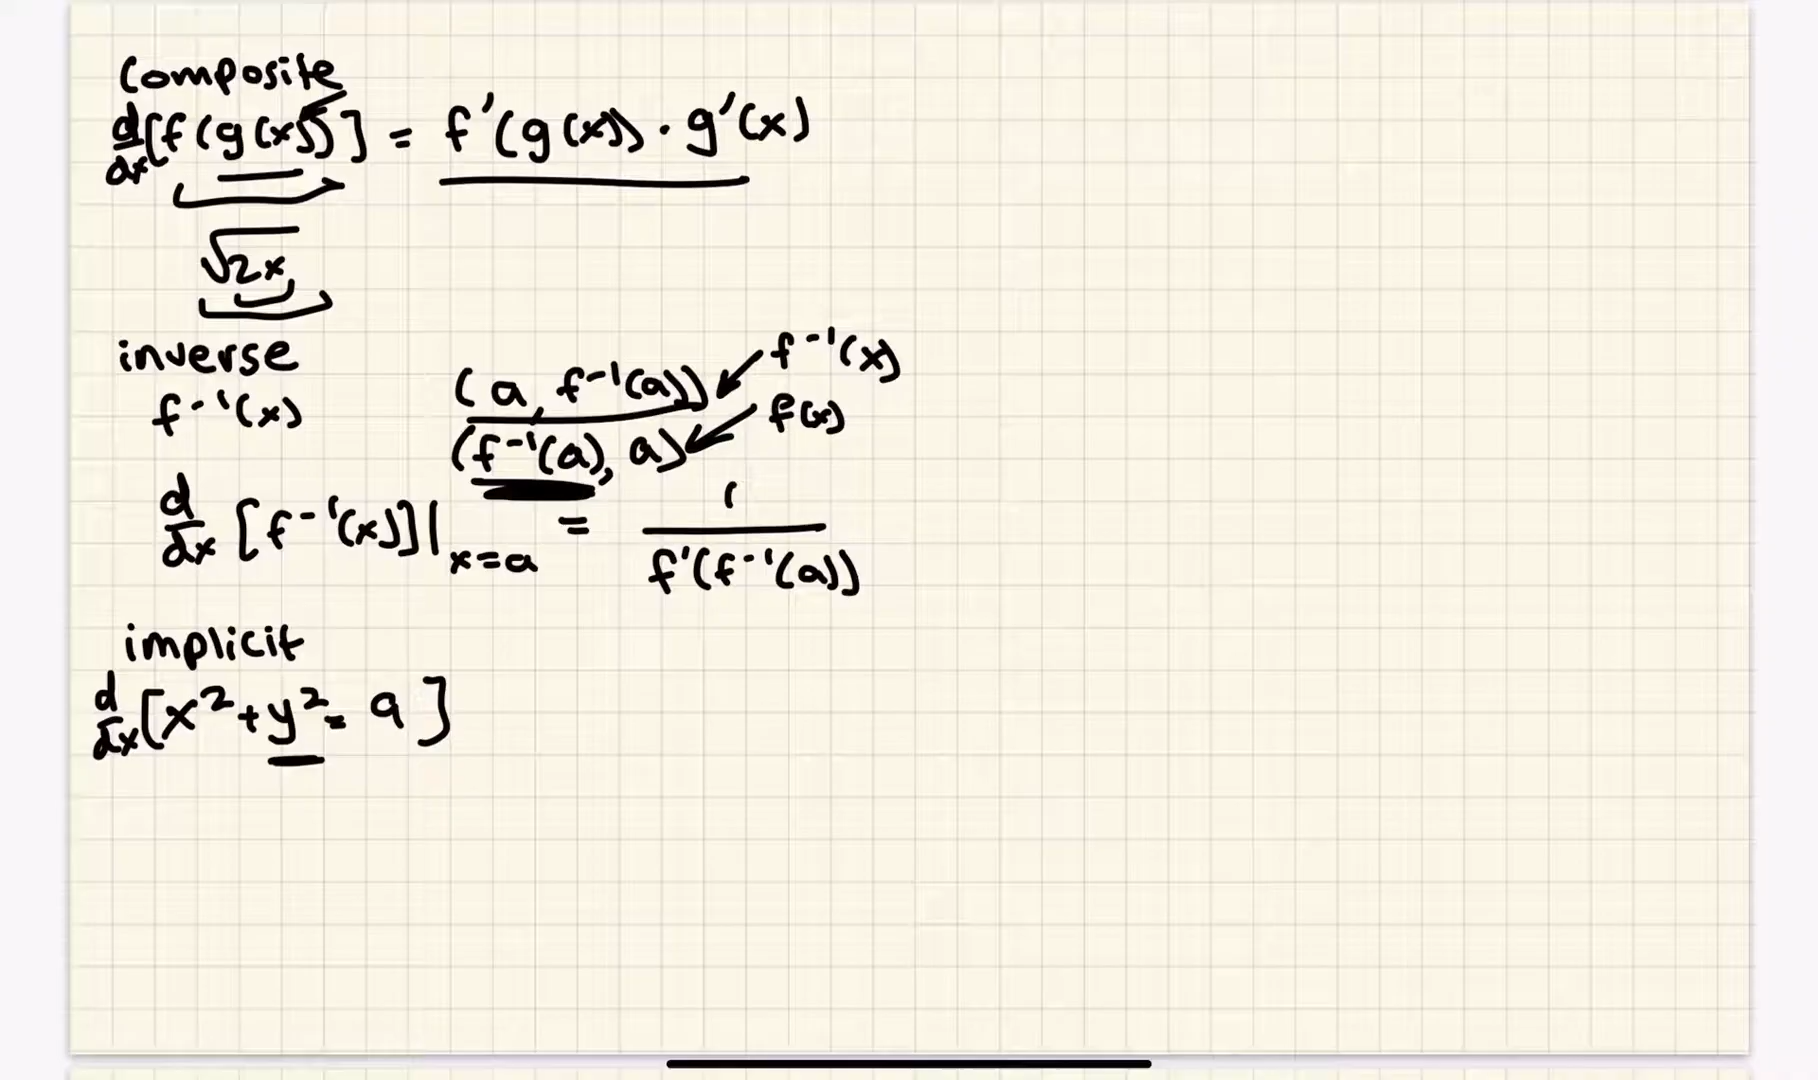 composite
d/dx [f(g(x))] = f'(g(x)) · g'(x)
√2x
inverse
f⁻¹(x)
(a, f⁻¹(a)) f⁻¹(x)
(f⁻¹(a), a) f(x)
d/dx [f⁻¹(x)]|x=a = 1/f'(f⁻¹(a))
implicit
d/dx [x² + y² = 9]